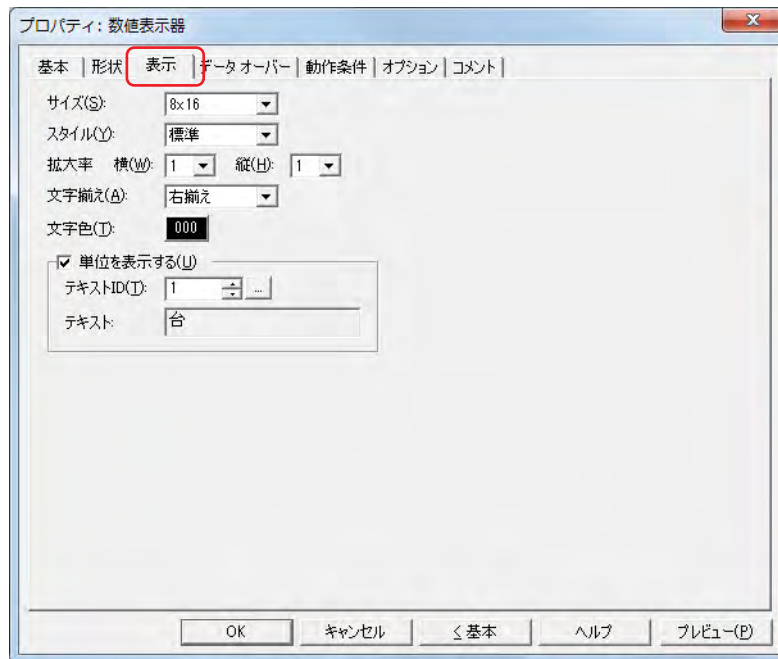 プロパティ: 数値表示器
基本 形状 表示 データ オーバー 動作条件 オプション コメント
サイズ(S): 8x16
スタイル(Y): 標準
拡大率 横(W): 1 縦(H): 1
文字揃え(A): 右揃え
文字色(T): 000
単位を表示する(U)
テキストID(T): 1 ...
テキスト: 台
OK キャンセル < 基本 ヘルプ プレビュー(P)